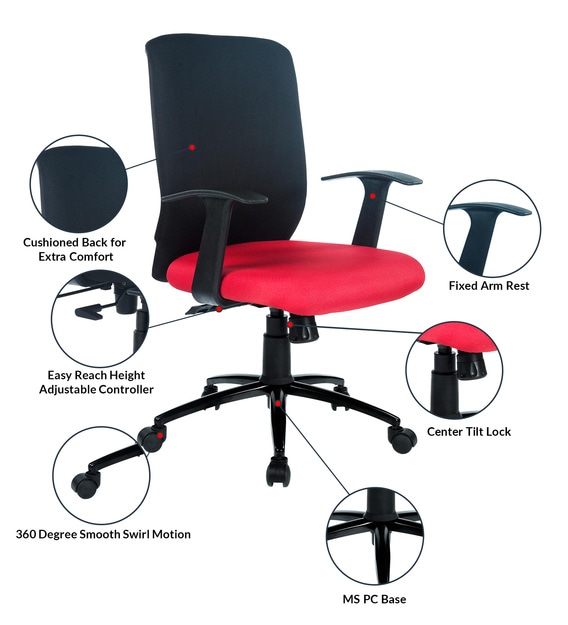 Cushioned Back for
Extra Comfort
Fixed Arm Rest
Easy Reach Height
Adjustable Controller
Center Tilt Lock
360 Degree Smooth Swirl Motion
MS PC Base